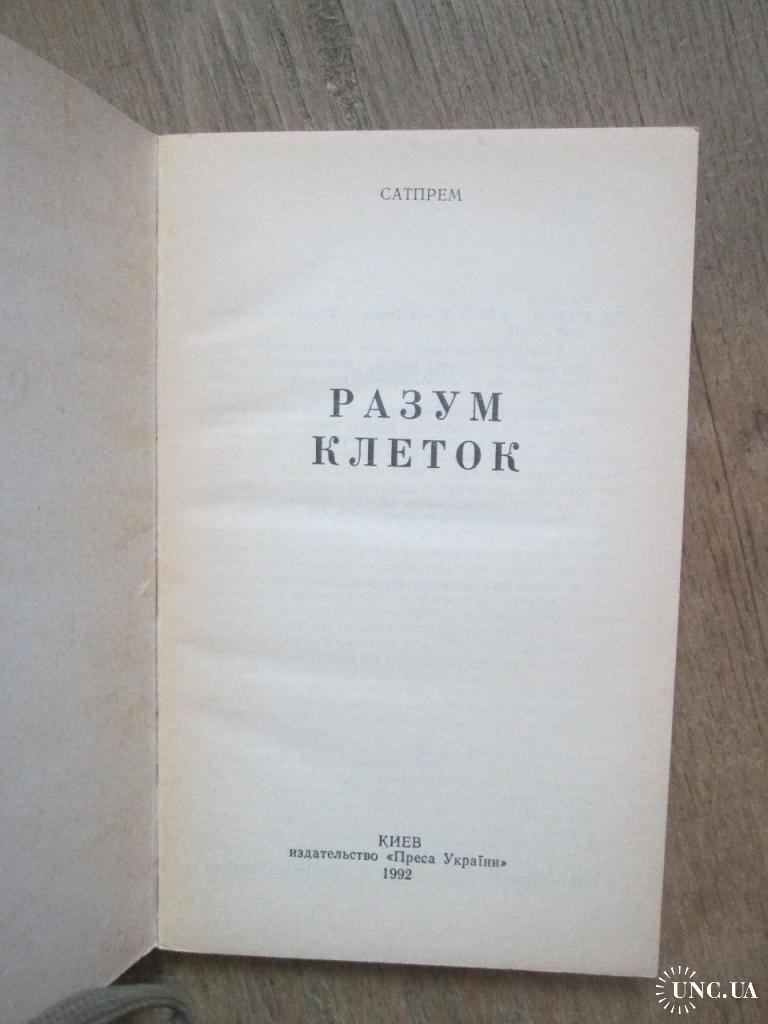 САТПРЕМ
РАЗУМ
КЛЕТОК
КИЕВ
издательство «Преса України»
1992
UNC.UA